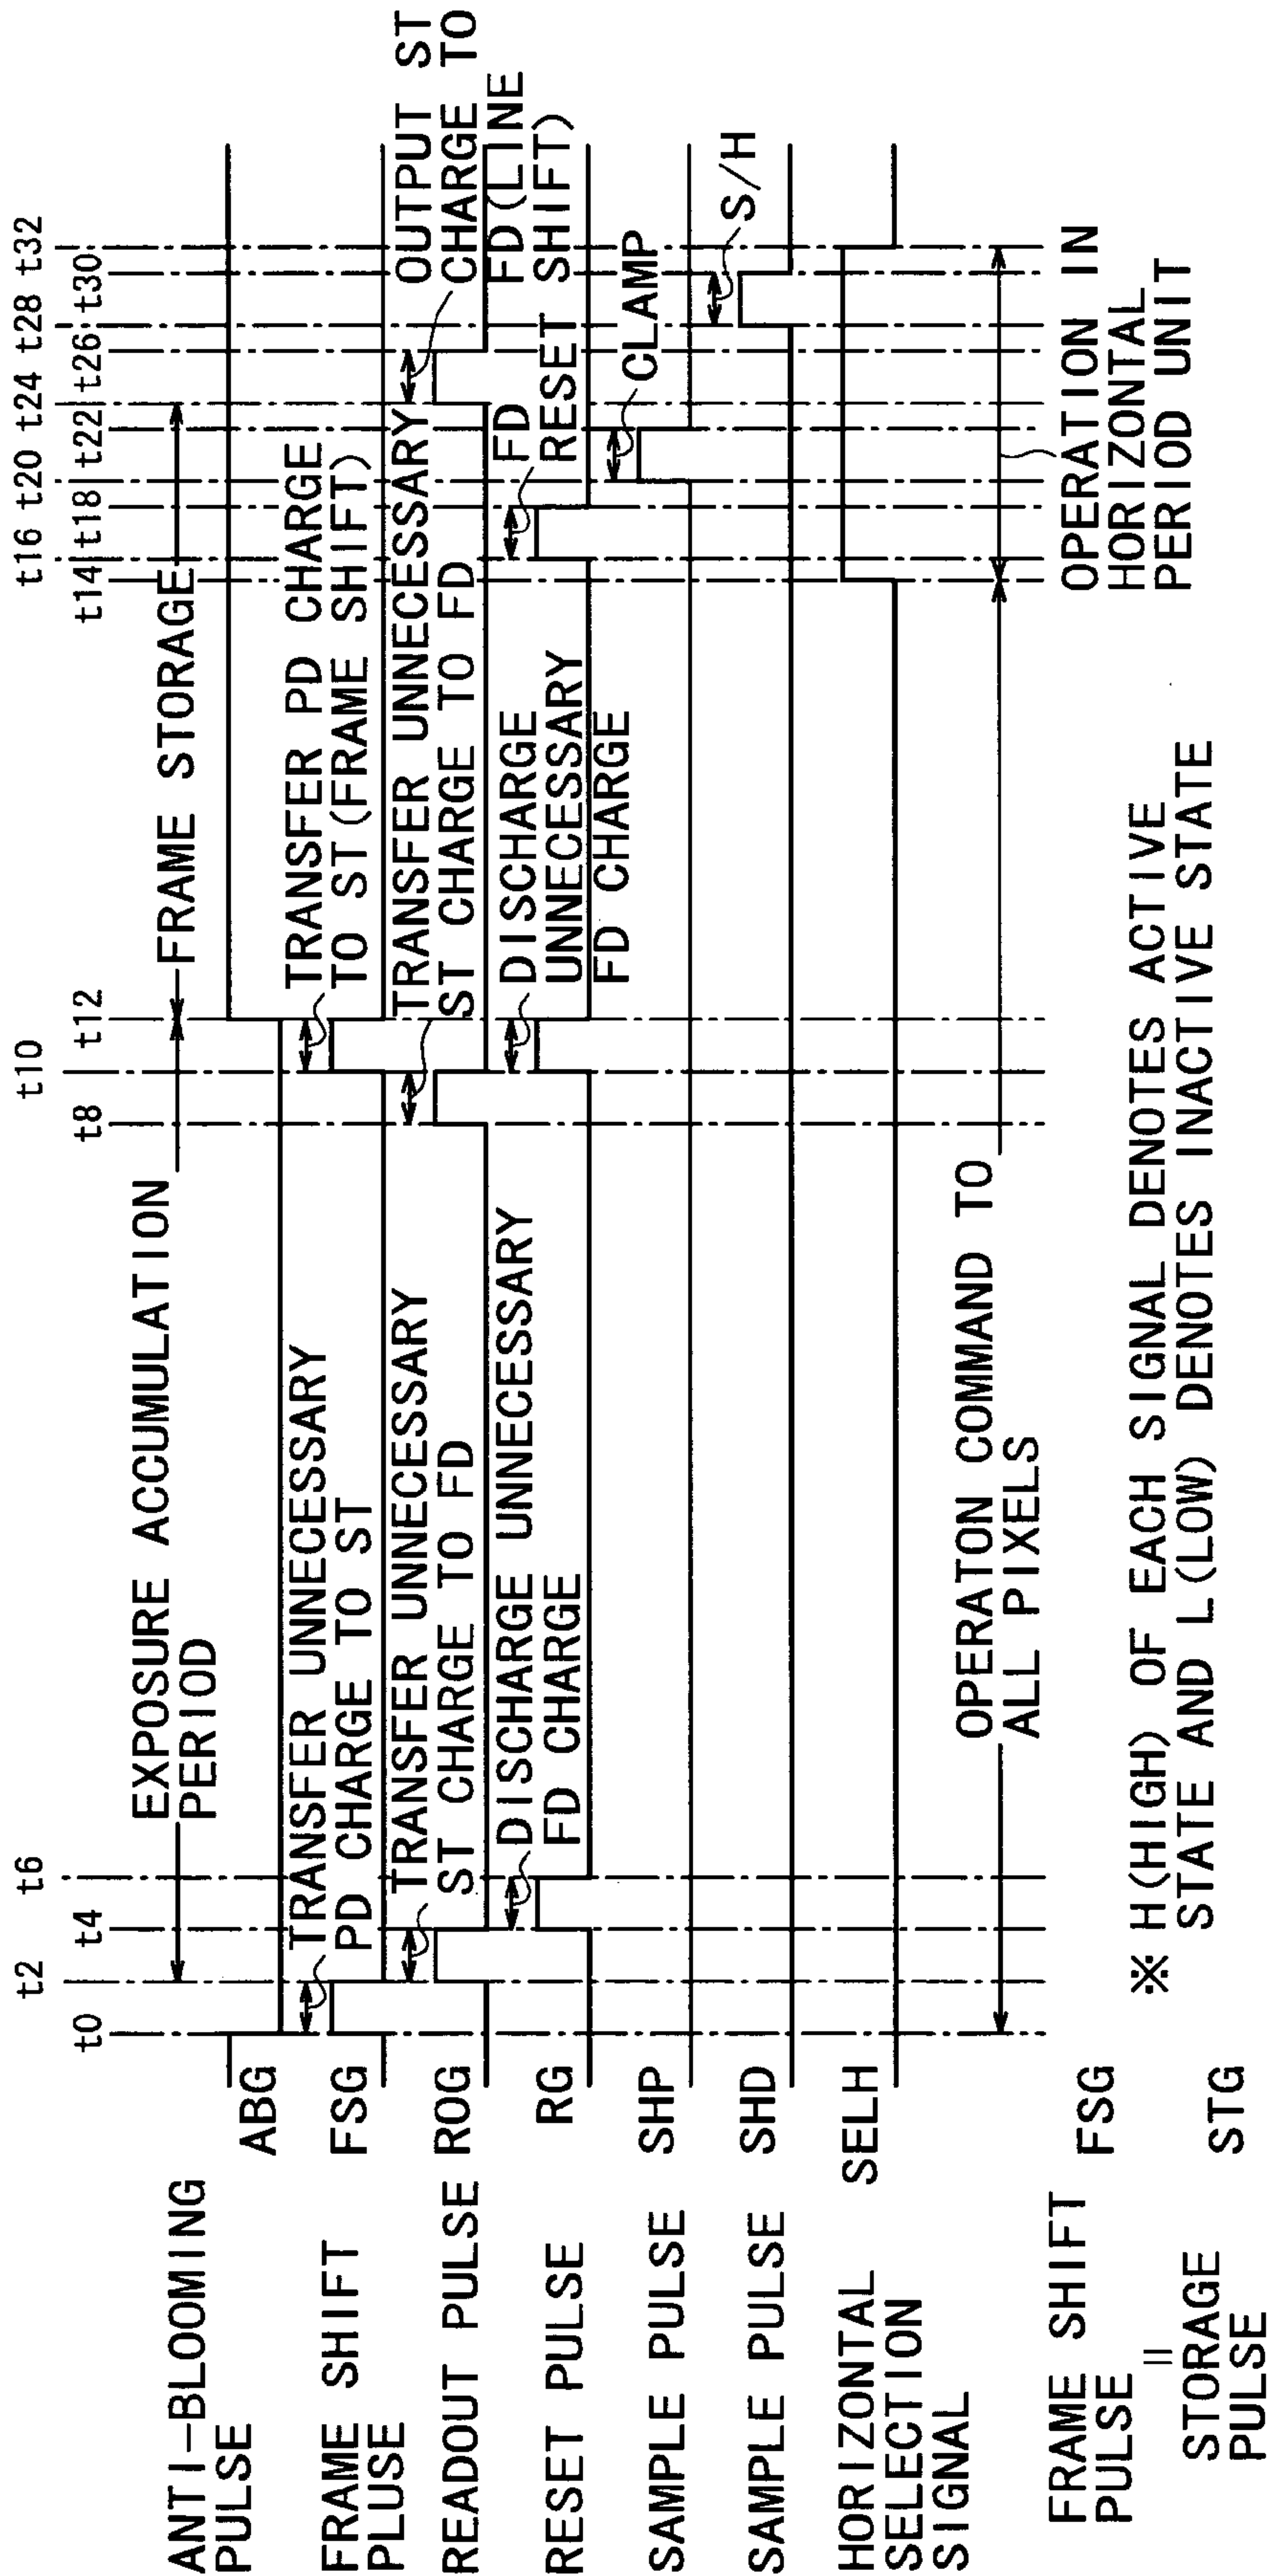 t0
t2
t4
t6
t8
t10
t12
t14
t16
t18
t20
t22
t24
t26
t28
t30
t32
EXPOSURE ACCUMULATION
PERIOD
FRAME STORAGE
ANTI-BLOOMING
PULSE
ABG
FRAME SHIFT
PLUSE
FSG
TRANSFER UNNECESSARY
PD CHARGE TO ST
TRANSFER PD CHARGE
TO ST(FRAME SHIFT)
READOUT PULSE
ROG
TRANSFER UNNECESSARY
ST CHARGE TO FD
TRANSFER UNNECESSARY
ST CHARGE TO FD
OUTPUT ST
CHARGE TO
FD(LINE
SHIFT)
RESET PULSE
RG
DISCHARGE UNNECESSARY
FD CHARGE
DISCHARGE
UNNECESSARY
FD CHARGE
FD
RESET
SAMPLE PULSE
SHP
CLAMP
SAMPLE PULSE
SHD
S/H
HORIZONTAL
SELECTION
SIGNAL
SELH
OPERATON COMMAND TO
ALL PIXELS
OPERATION IN
HORIZONTAL
PERIOD UNIT
FRAME SHIFT
PULSE
FSG
=
STORAGE
PULSE
STG
※ H(HIGH) OF EACH SIGNAL DENOTES ACTIVE
STATE AND L(LOW) DENOTES INACTIVE STATE